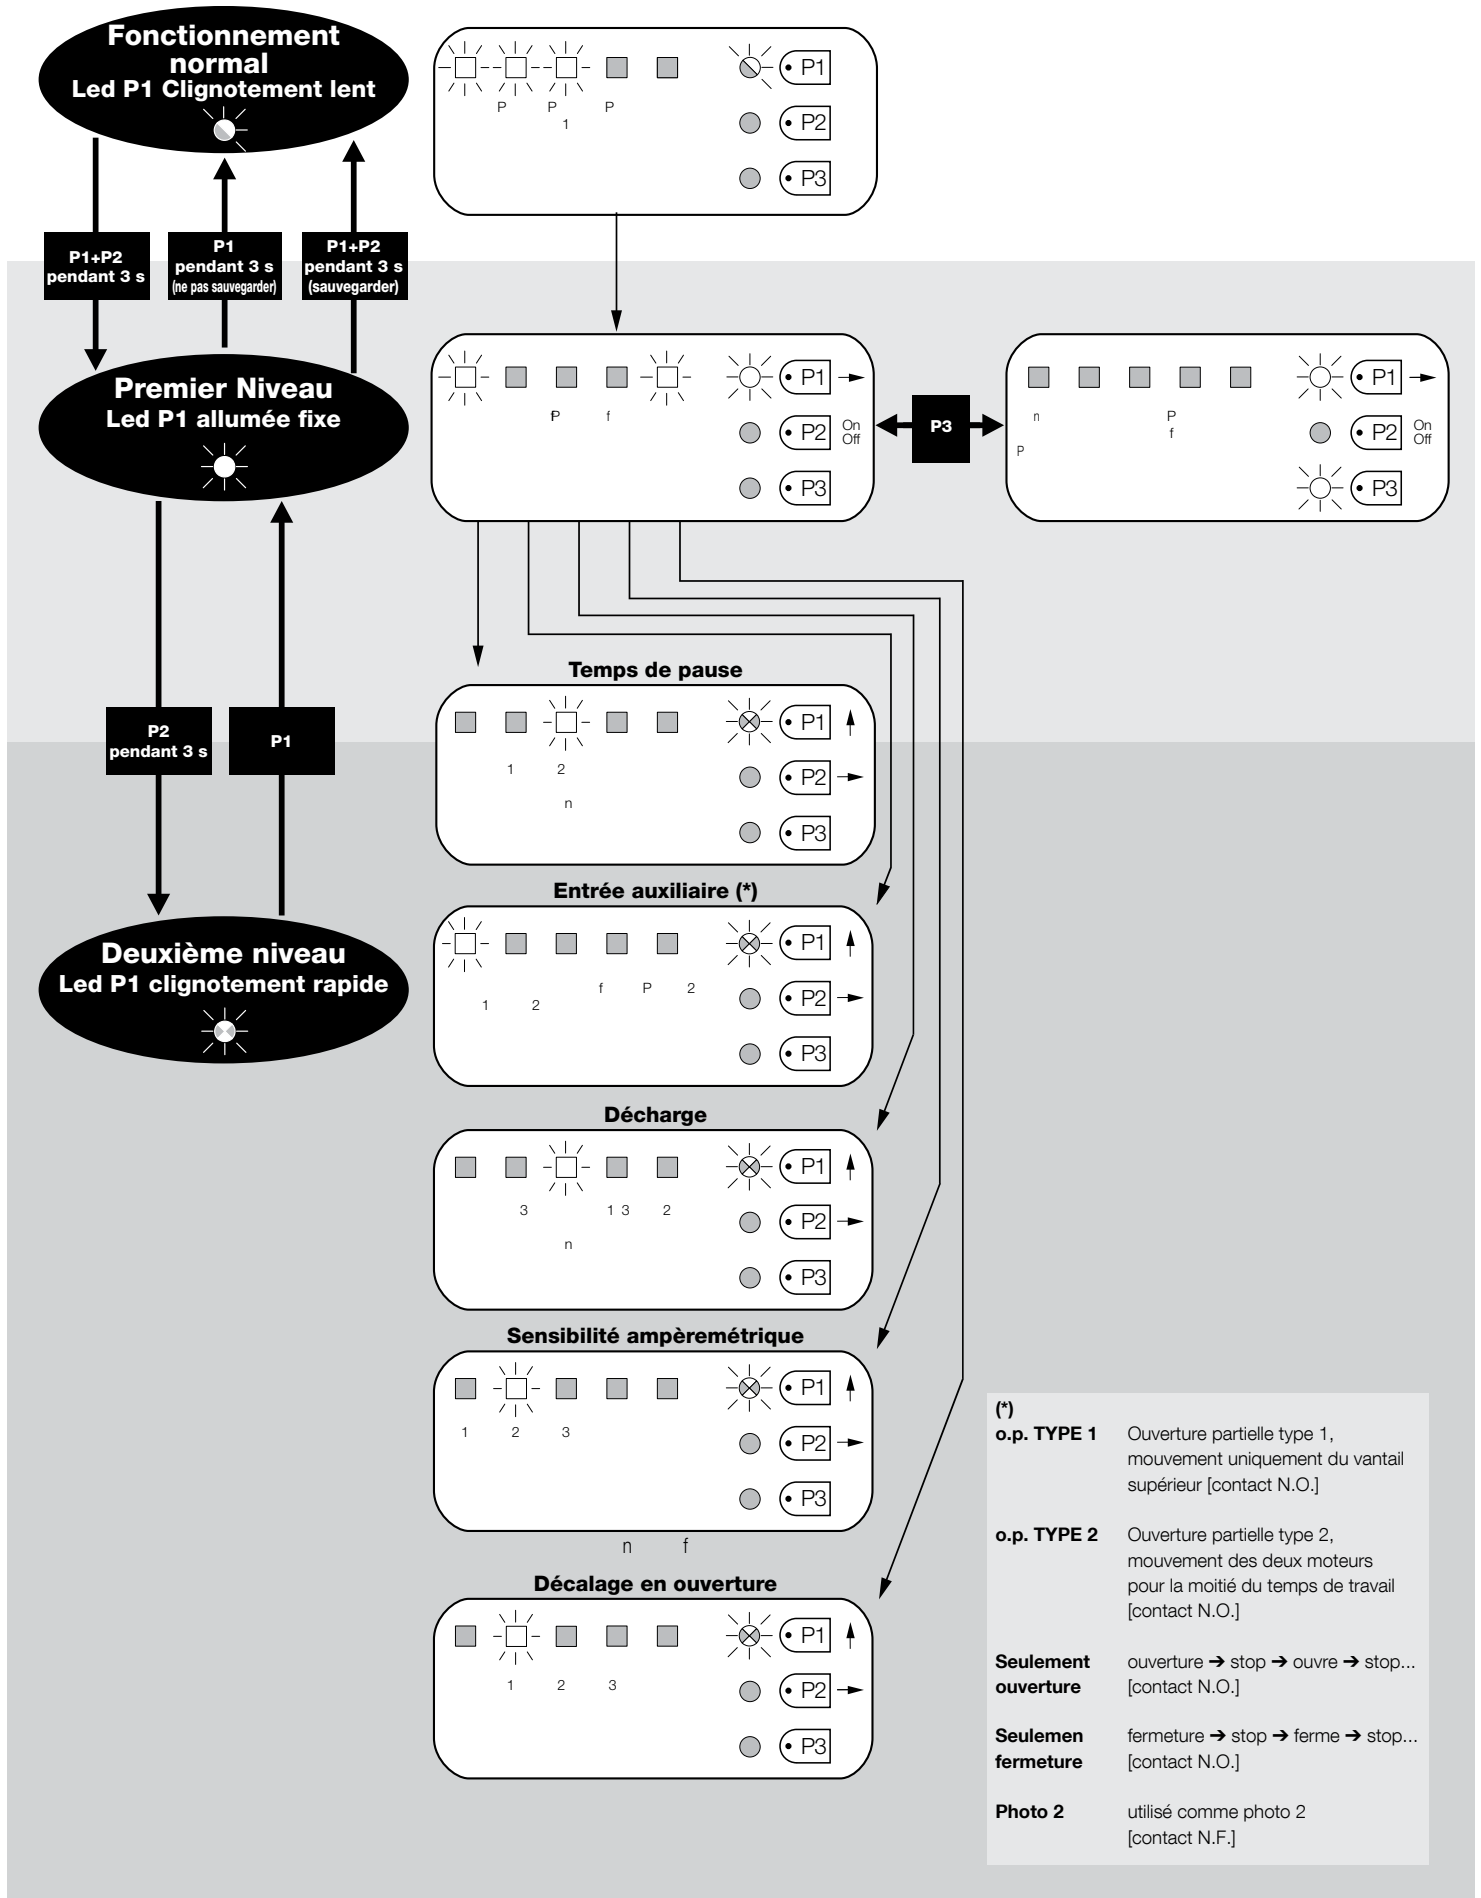 Fonctionnement
normal
Led P1 Clignotement lent
P1
P P P
1
P2
P3
P1+P2
pendant 3 s
P1
pendant 3 s
(ne pas sauvegarder)
P1+P2
pendant 3 s
(sauvegarder)
Premier Niveau
Led P1 allumée fixe
P1
fP f
P2 On
Off
P3
P3
P1
n P
f
P
P2 On
Off
P3
P2
pendant 3 s
P1
Temps de pause
P1
1 2
P2
n
P3
Entrée auxiliaire (*)
P1
f P 2
1 2
P2
P3
Deuxième niveau
Led P1 clignotement rapide
Décharge
P1
3 1 3 2
P2
n
P3
Sensibilité ampèremétrique
P1
1 2 3
P2
P3
n f
Décalage en ouverture
P1
1 2 3
P2
P3
(*)
o.p. TYPE 1 Ouverture partielle type 1,
mouvement uniquement du vantail
supérieur [contact N.O.]
o.p. TYPE 2 Ouverture partielle type 2,
mouvement des deux moteurs
pour la moitié du temps de travail
[contact N.O.]
Seulement ouverture ➔ stop ➔ ouvre ➔ stop...
ouverture [contact N.O.]
Seulemen fermeture ➔ stop ➔ ferme ➔ stop...
fermeture [contact N.O.]
Photo 2 utilisé comme photo 2
[contact N.F.]